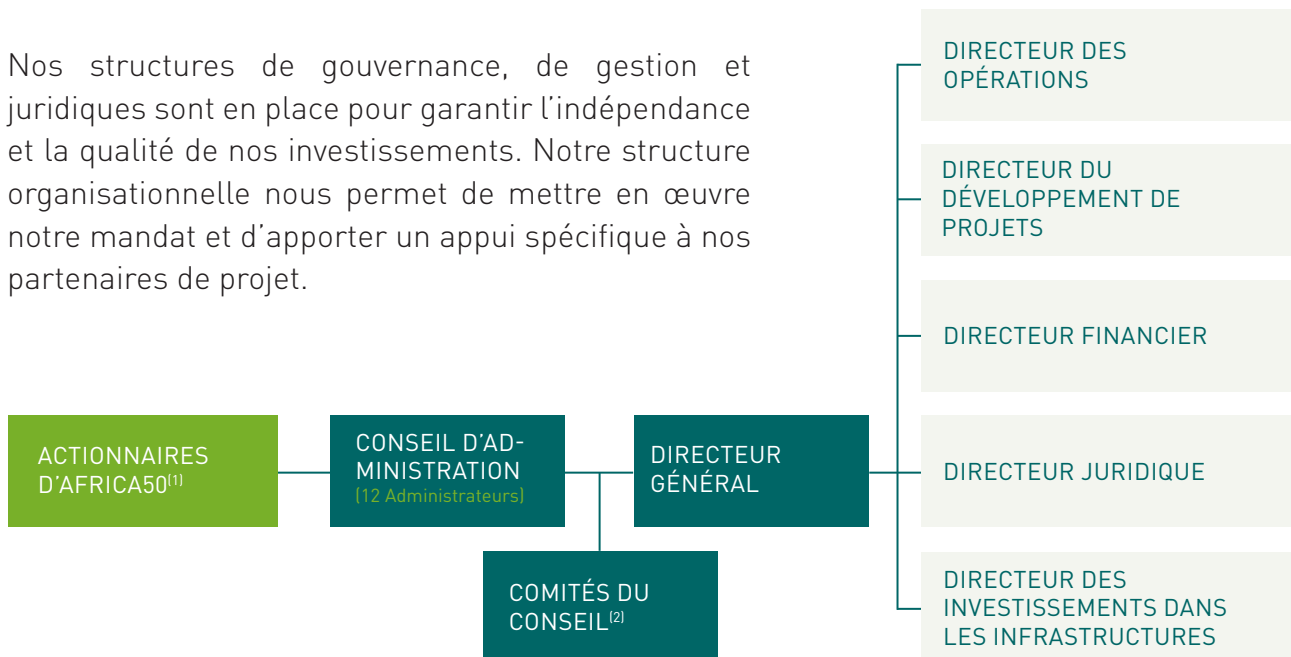 Nos structures de gouvernance, de gestion et
juridiques sont en place pour garantir l’indépendance
et la qualité de nos investissements. Notre structure
organisationnelle nous permet de mettre en œuvre
notre mandat et d’apporter un appui spécifique à nos
partenaires de projet.
ACTIONNAIRES
D’AFRICA50(1)
CONSEIL D’AD-
MINISTRATION
(12 Administrateurs)
COMITÉS DU
CONSEIL(2)
DIRECTEUR
GÉNÉRAL
DIRECTEUR DES
OPÉRATIONS
DIRECTEUR DU
DÉVELOPPEMENT DE
PROJETS
DIRECTEUR FINANCIER
DIRECTEUR JURIDIQUE
DIRECTEUR DES
INVESTISSEMENTS DANS
LES INFRASTRUCTURES